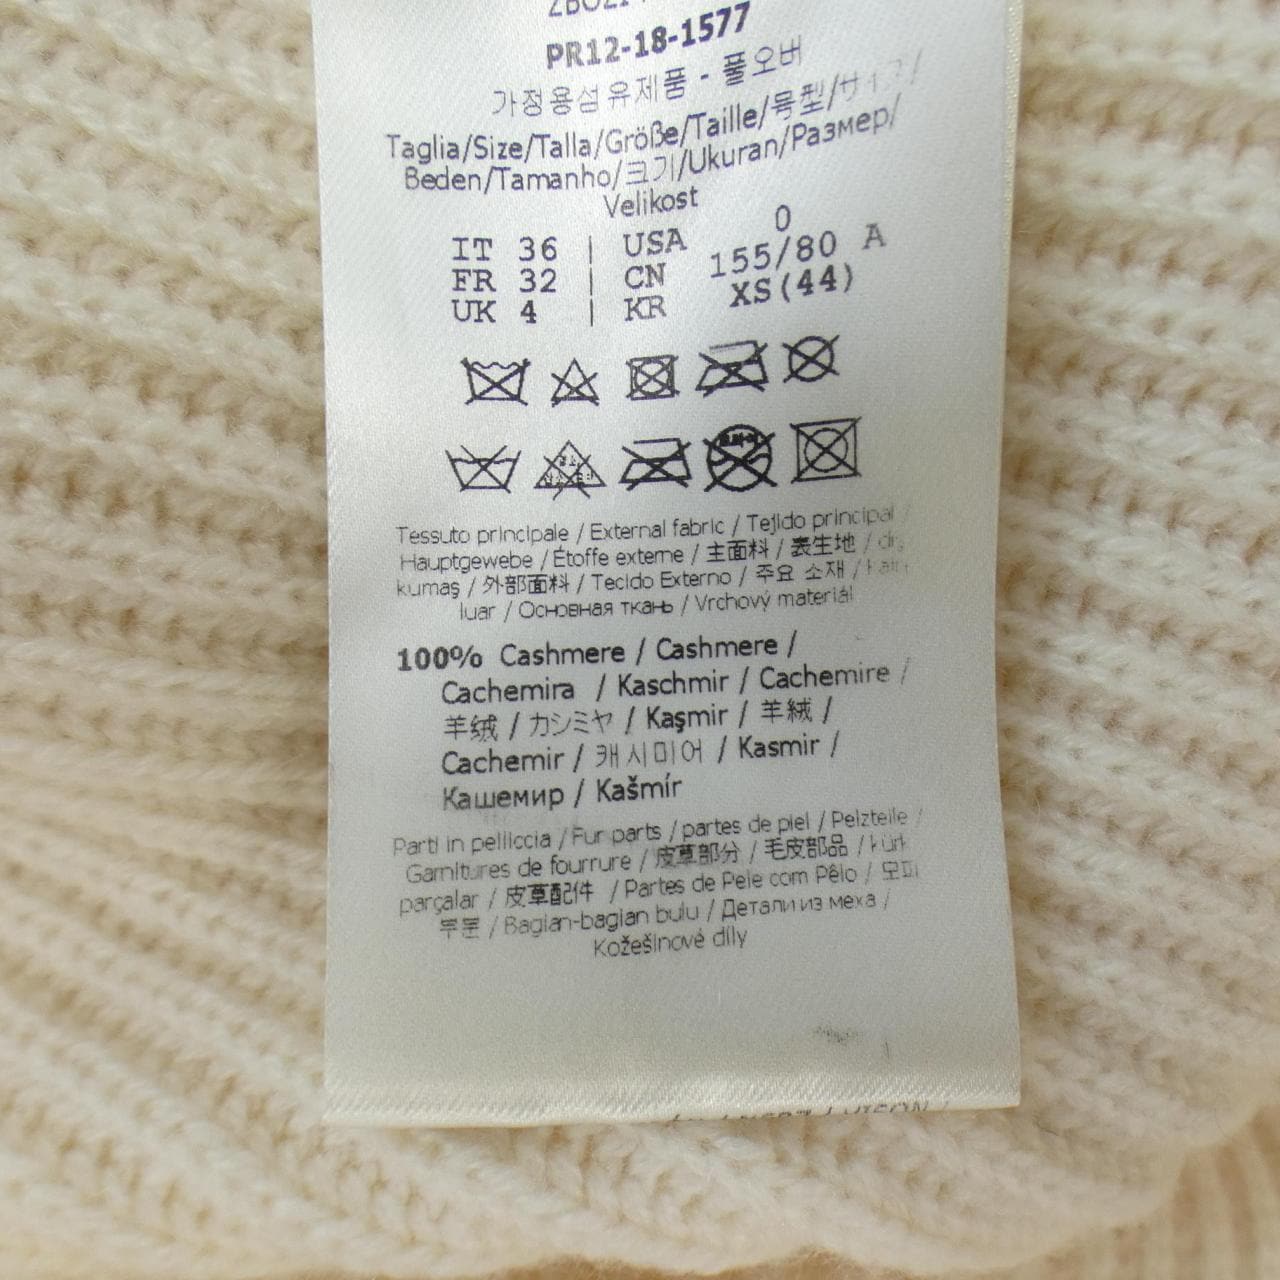 PR12-18-1577
가정용섬유제품 - 풀오버
Taglia/Size/Talla/Größe/Taille/号型/サイズ/
Beden/Tamanho/크기/Ukuran/Размер/
Velikost
IT 36 | USA 0
FR 32 | CN 155/80 A
UK 4 | KR XS(44)
Tessuto principale / External fabric / Tejido principal /
Hauptgewebe / Étoffe externe / 主面料 / 表生地 / dış
kumaş / 外部面料 / Tecido Externo / 주요 소재 / Kain
luar / Основная ткань / Vrchový materiál
100% Cashmere / Cashmere /
Cachemira / Kaschmir / Cachemire /
羊绒 / カシミヤ / Kaşmir / 羊絨 /
Cachemir / 캐시미어 / Kasmir /
Кашемир / Kašmír
Parti in pelliccia / Fur parts / partes de piel / Pelzteile /
Garnitures de fourrure / 皮草部分 / 毛皮部品 / kürk
parçalar / 皮草配件 / Partes de Pele com Pêlo / 모피
부분 / Bagian-bagian bulu / Детали из меха /
Kožešinové díly